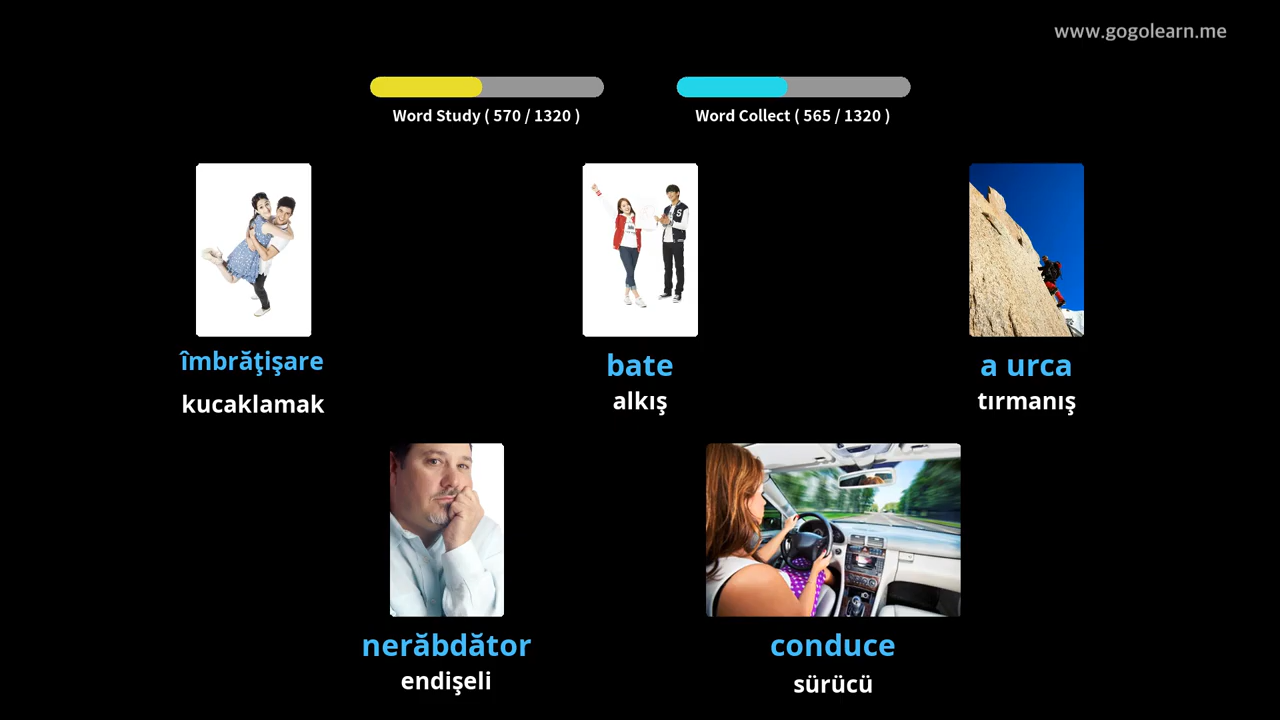 www.gogolearn.me
Word Study ( 570 / 1320 )
Word Collect ( 565 / 1320 )
îmbrăţişare
kucaklamak
bate
alkış
a urca
tırmanış
nerăbdător
endişeli
conduce
sürücü